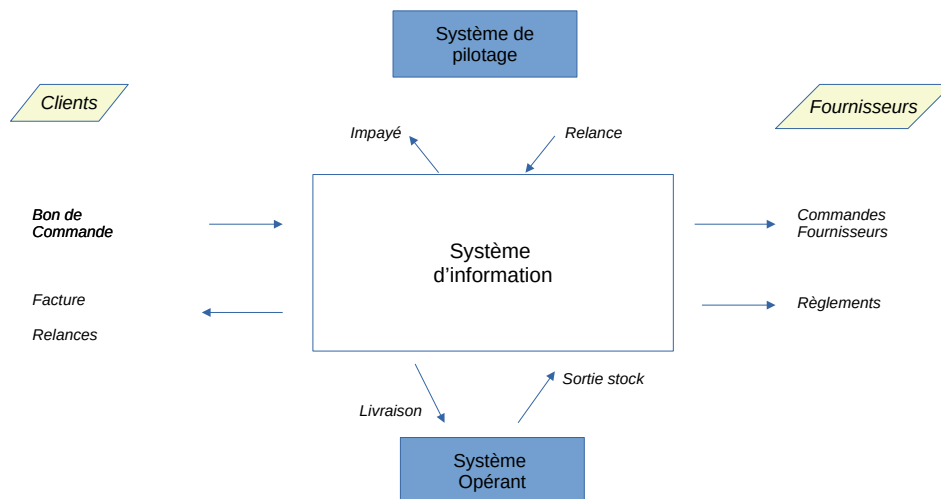 Système de
pilotage
Clients
Fournisseurs
Impayé
Relance
Bon de
Commande
Commandes
Fournisseurs
Système
d’information
Facture
Règlements
Relances
Sortie stock
Livraison
Système
Opérant